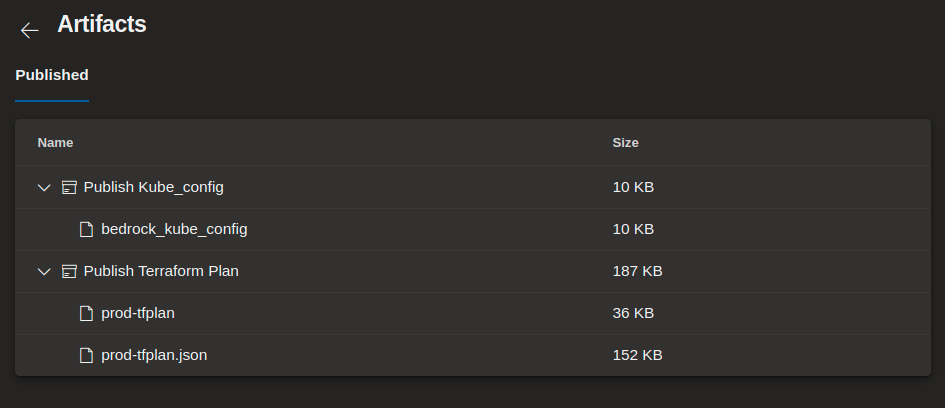 Artifacts
Published
Name Size
Publish Kube_config 10 KB
bedrock_kube_config 10 KB
Publish Terraform Plan 187 KB
prod-tfplan 36 KB
prod-tfplan.json 152 KB